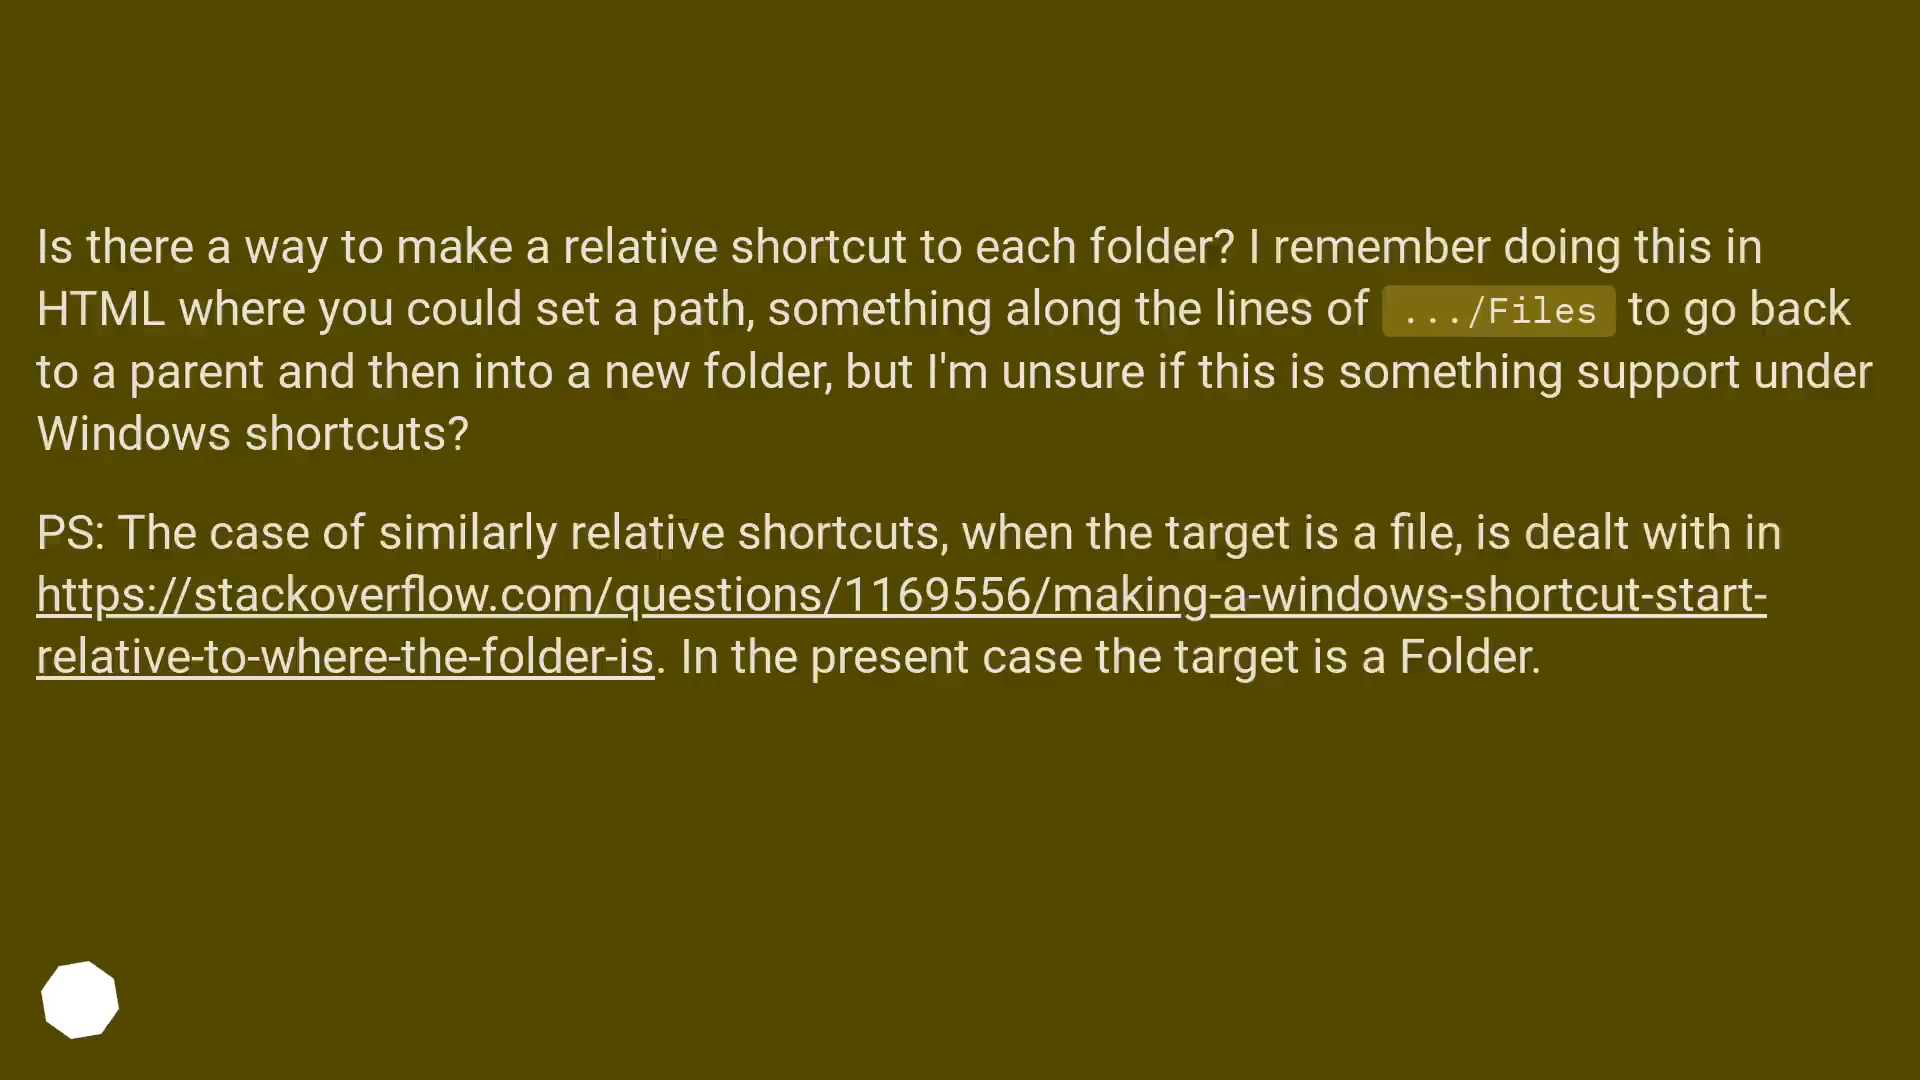 Is there a way to make a relative shortcut to each folder? I remember doing this in
HTML where you could set a path, something along the lines of .../Files to go back
to a parent and then into a new folder, but I'm unsure if this is something support under
Windows shortcuts?
PS: The case of similarly relative shortcuts, when the target is a file, is dealt with in
https://stackoverflow.com/questions/1169556/making-a-windows-shortcut-start-
relative-to-where-the-folder-is. In the present case the target is a Folder.